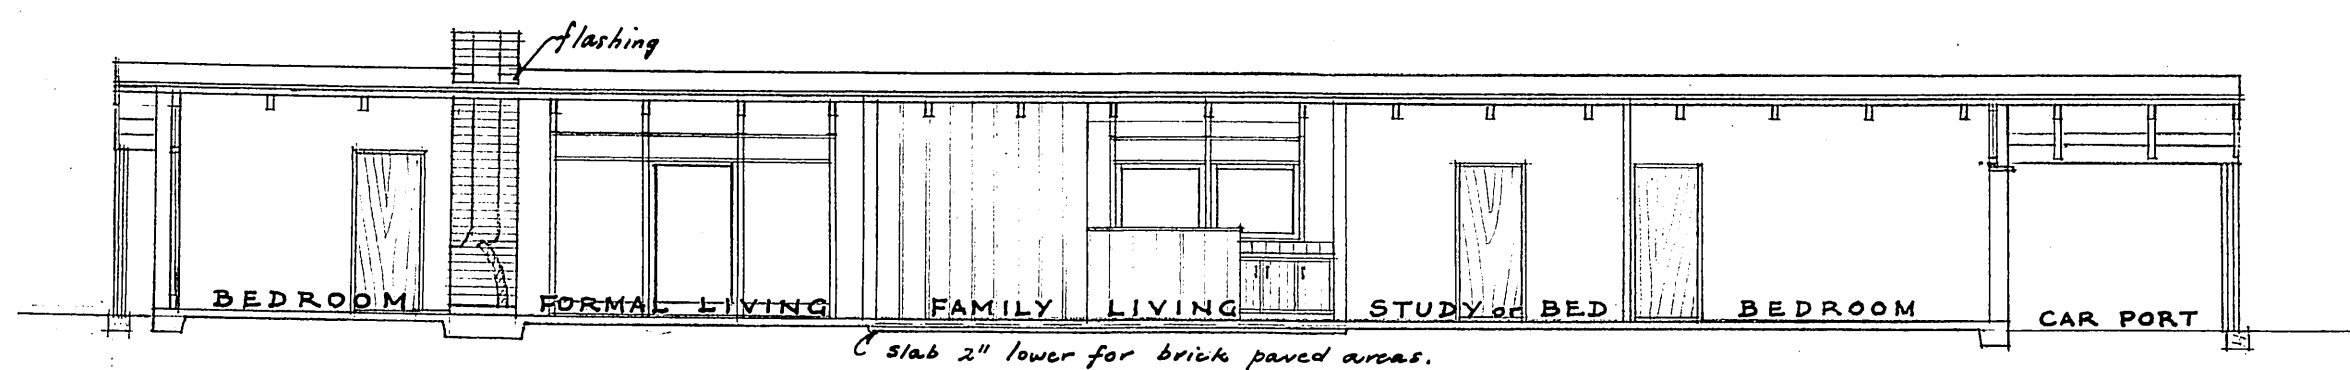 flashing
BEDROOM
FORMAL LIVING
FAMILY LIVING
STUDY or BED
BEDROOM
CAR PORT
slab 2" lower for brick paved areas.